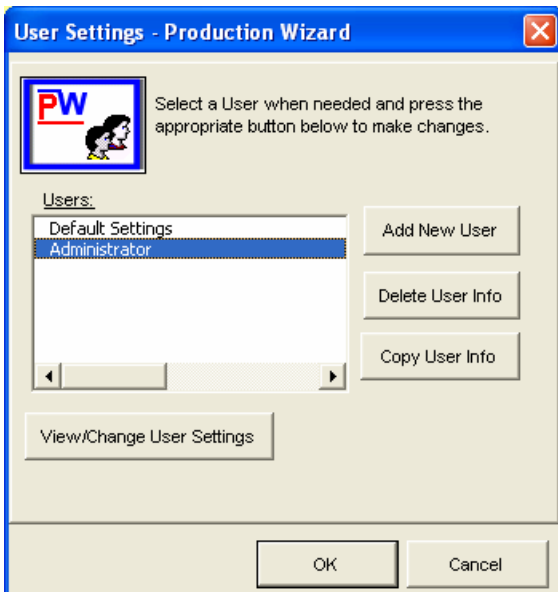 User Settings - Production Wizard
PW
Select a User when needed and press the
appropriate button below to make changes.
Users:
Default Settings
Administrator
Add New User
Delete User Info
Copy User Info
View/Change User Settings
OK
Cancel